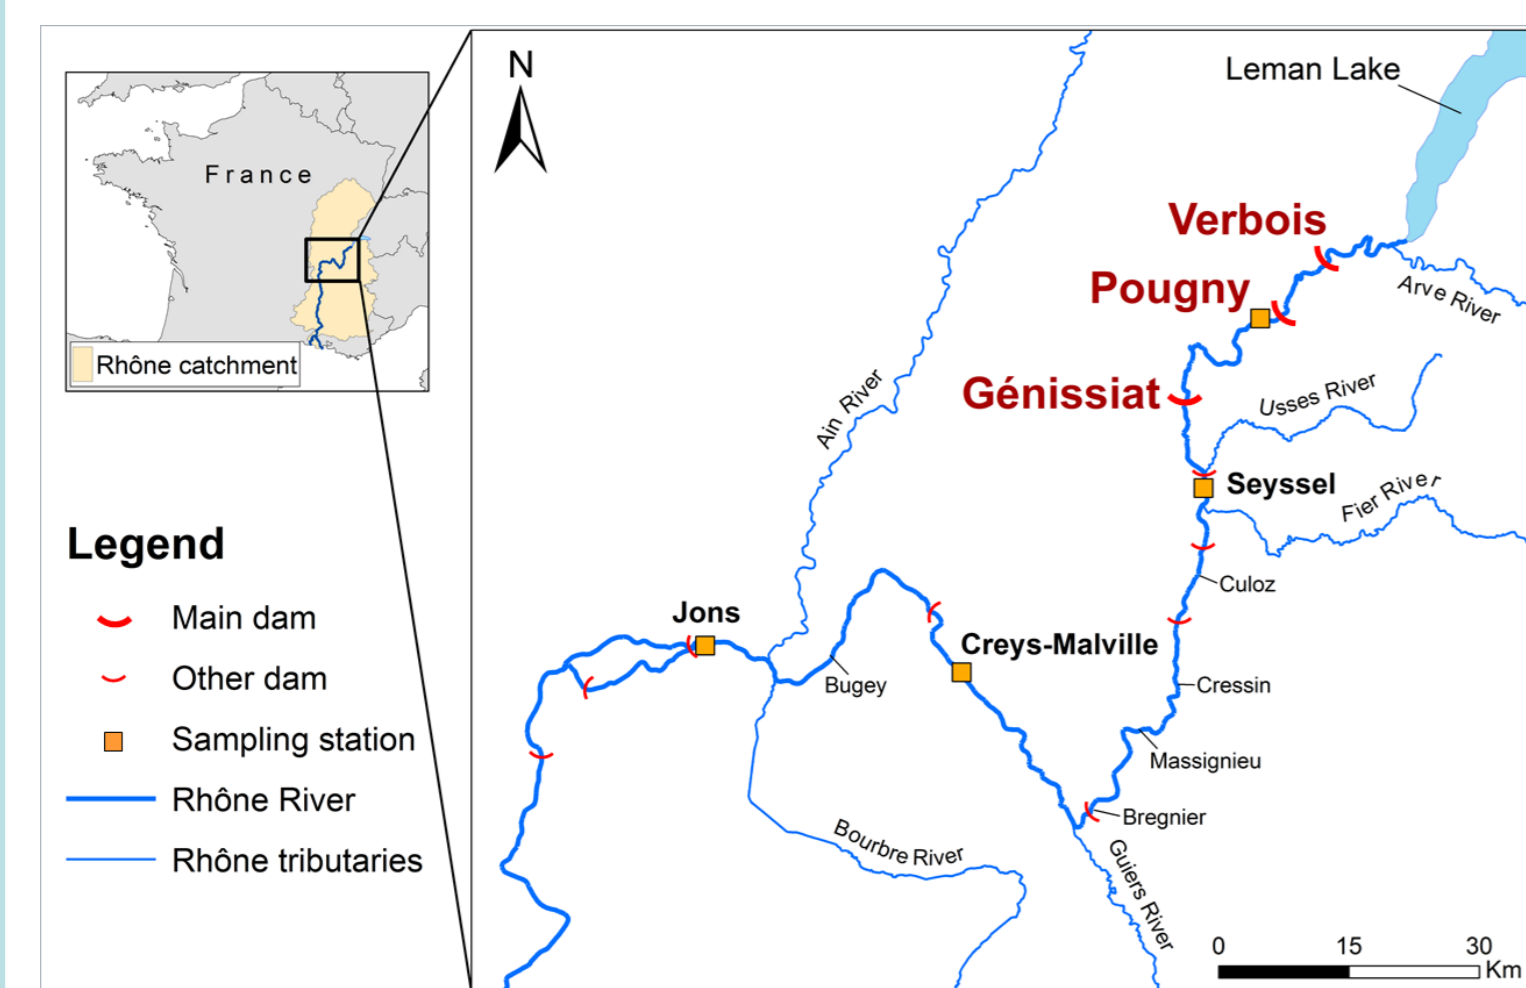 France
Rhône catchment
Legend
Main dam
Other dam
Sampling station
Rhône River
Rhône tributaries
N
Leman Lake
Verbois
Arve River
Pougny
Génissiat
Usses River
Ain River
Seyssel
Fier River
Culoz
Jons
Creys-Malville
Bugey
Cressin
Massignieu
Bregnier
Bourbre River
Guiers River
0 15 30
Km